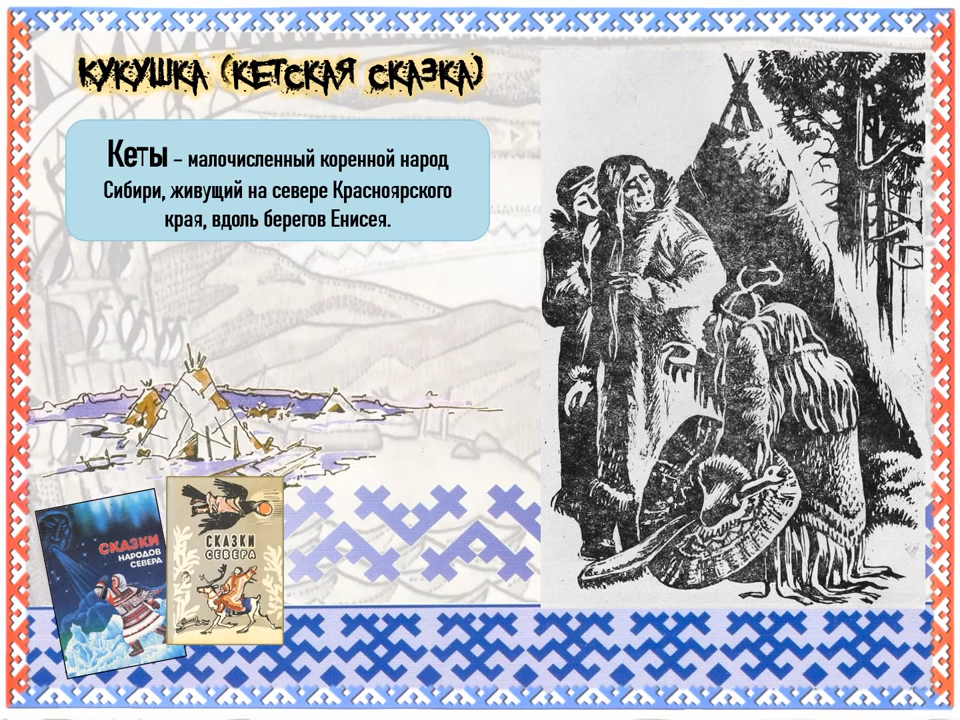 КУКУШКА (КЕТСКАЯ СКАЗКА)
Кеты – малочисленный коренной народ
Сибири, живущий на севере Красноярского
края, вдоль берегов Енисея.
СКАЗКИ
НАРОДОВ
СЕВЕРА
СКАЗКИ
СЕВЕРА